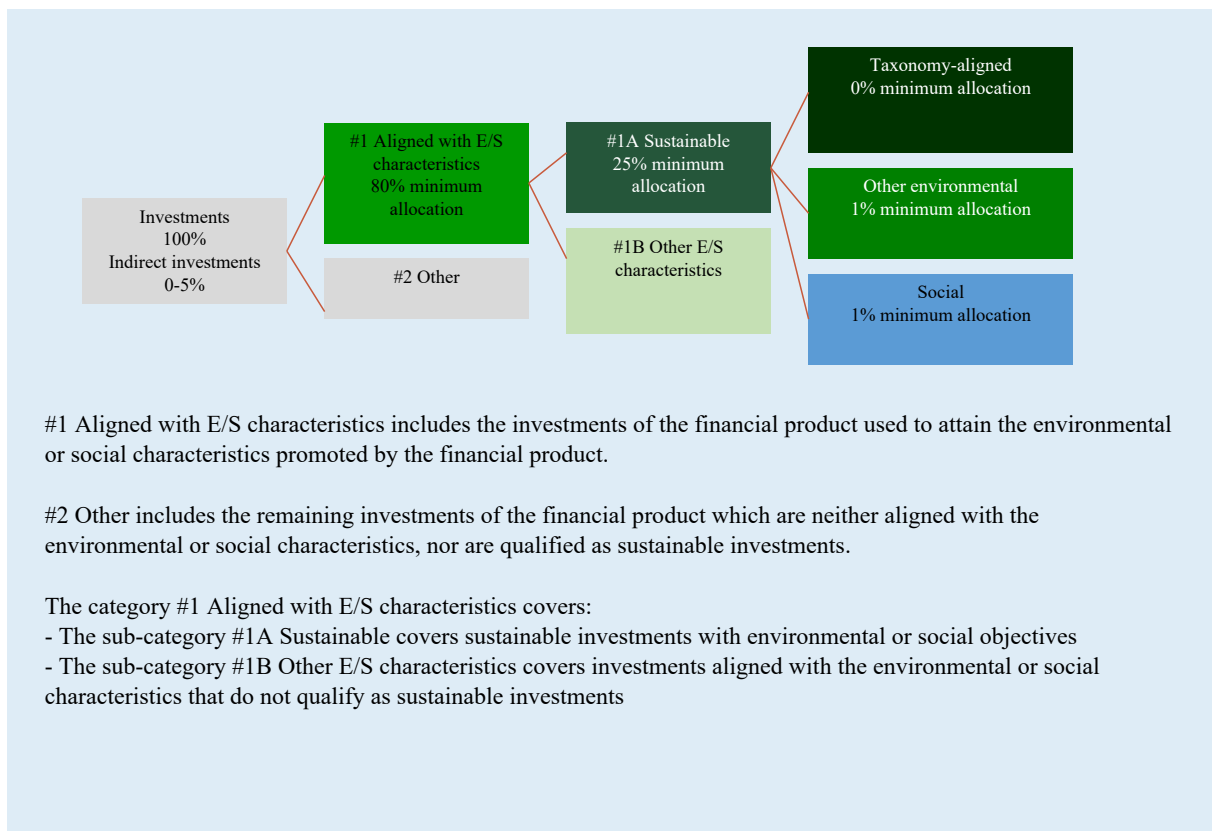 Investments
100%
Indirect investments
0-5%
#1 Aligned with E/S
characteristics
80% minimum
allocation
#2 Other
#1A Sustainable
25% minimum
allocation
#1B Other E/S
characteristics
Taxonomy-aligned
0% minimum allocation
Other environmental
1% minimum allocation
Social
1% minimum allocation
#1 Aligned with E/S characteristics includes the investments of the financial product used to attain the environmental
or social characteristics promoted by the financial product.
#2 Other includes the remaining investments of the financial product which are neither aligned with the
environmental or social characteristics, nor are qualified as sustainable investments.
The category #1 Aligned with E/S characteristics covers:
- The sub-category #1A Sustainable covers sustainable investments with environmental or social objectives
- The sub-category #1B Other E/S characteristics covers investments aligned with the environmental or social
characteristics that do not qualify as sustainable investments